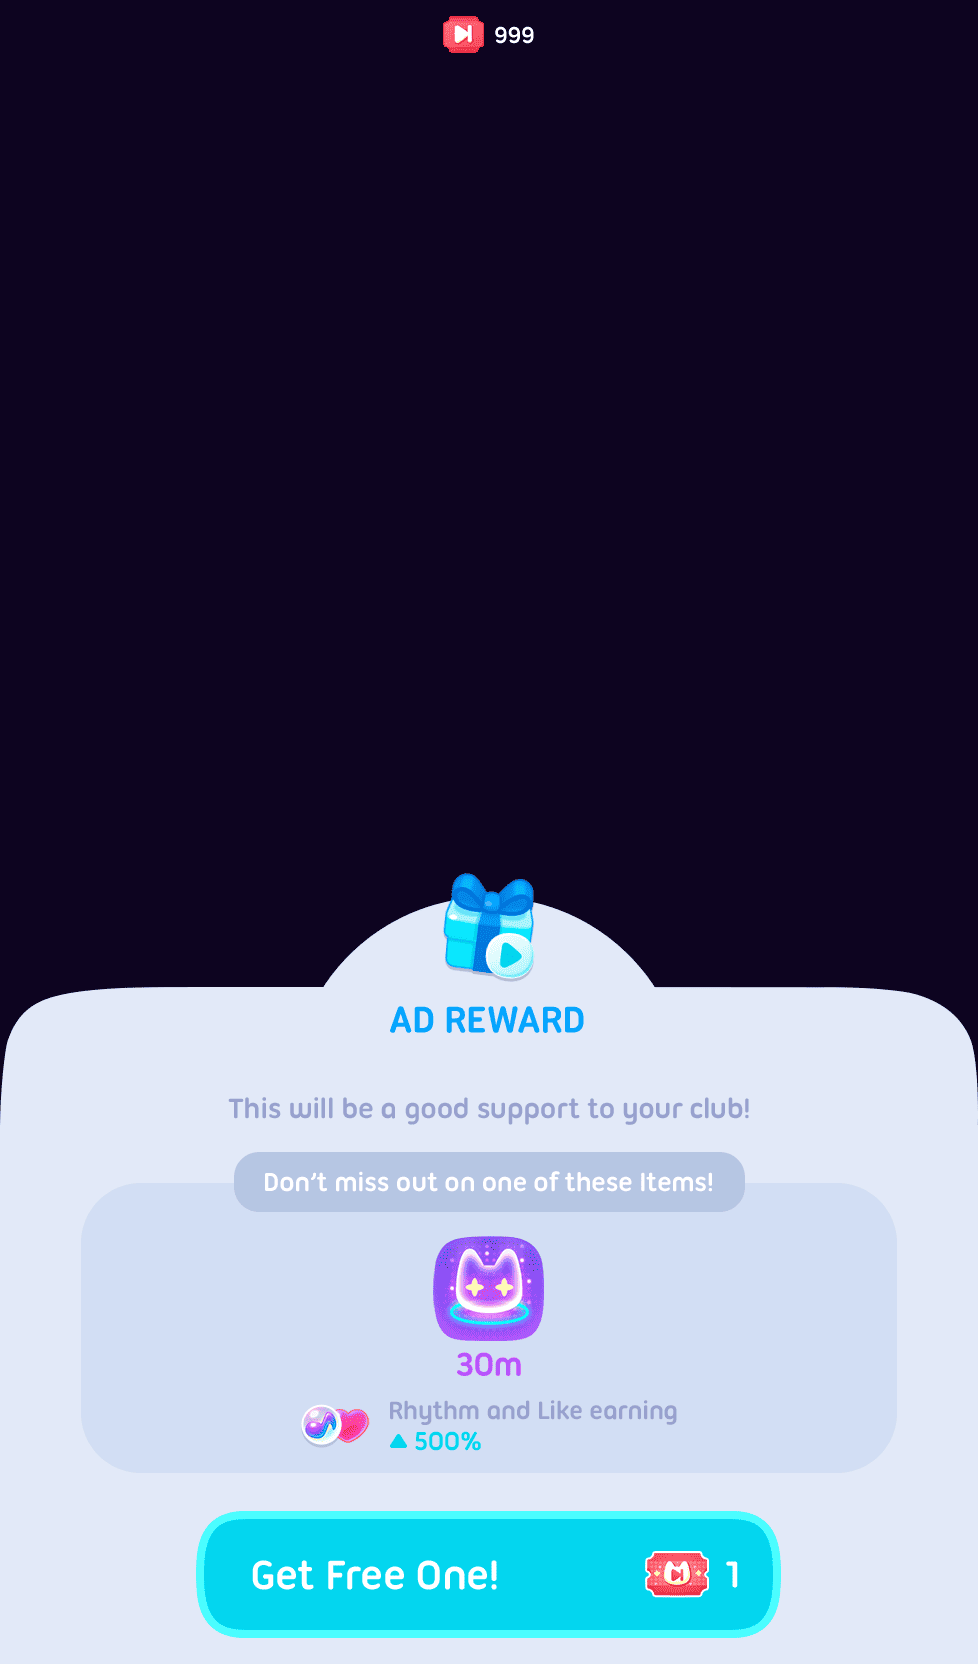 999
AD REWARD
This will be a good support to your club!
Don't miss out on one of these Items!
30m
Rhythm and Like earning
▲ 500%
Get Free One! 1